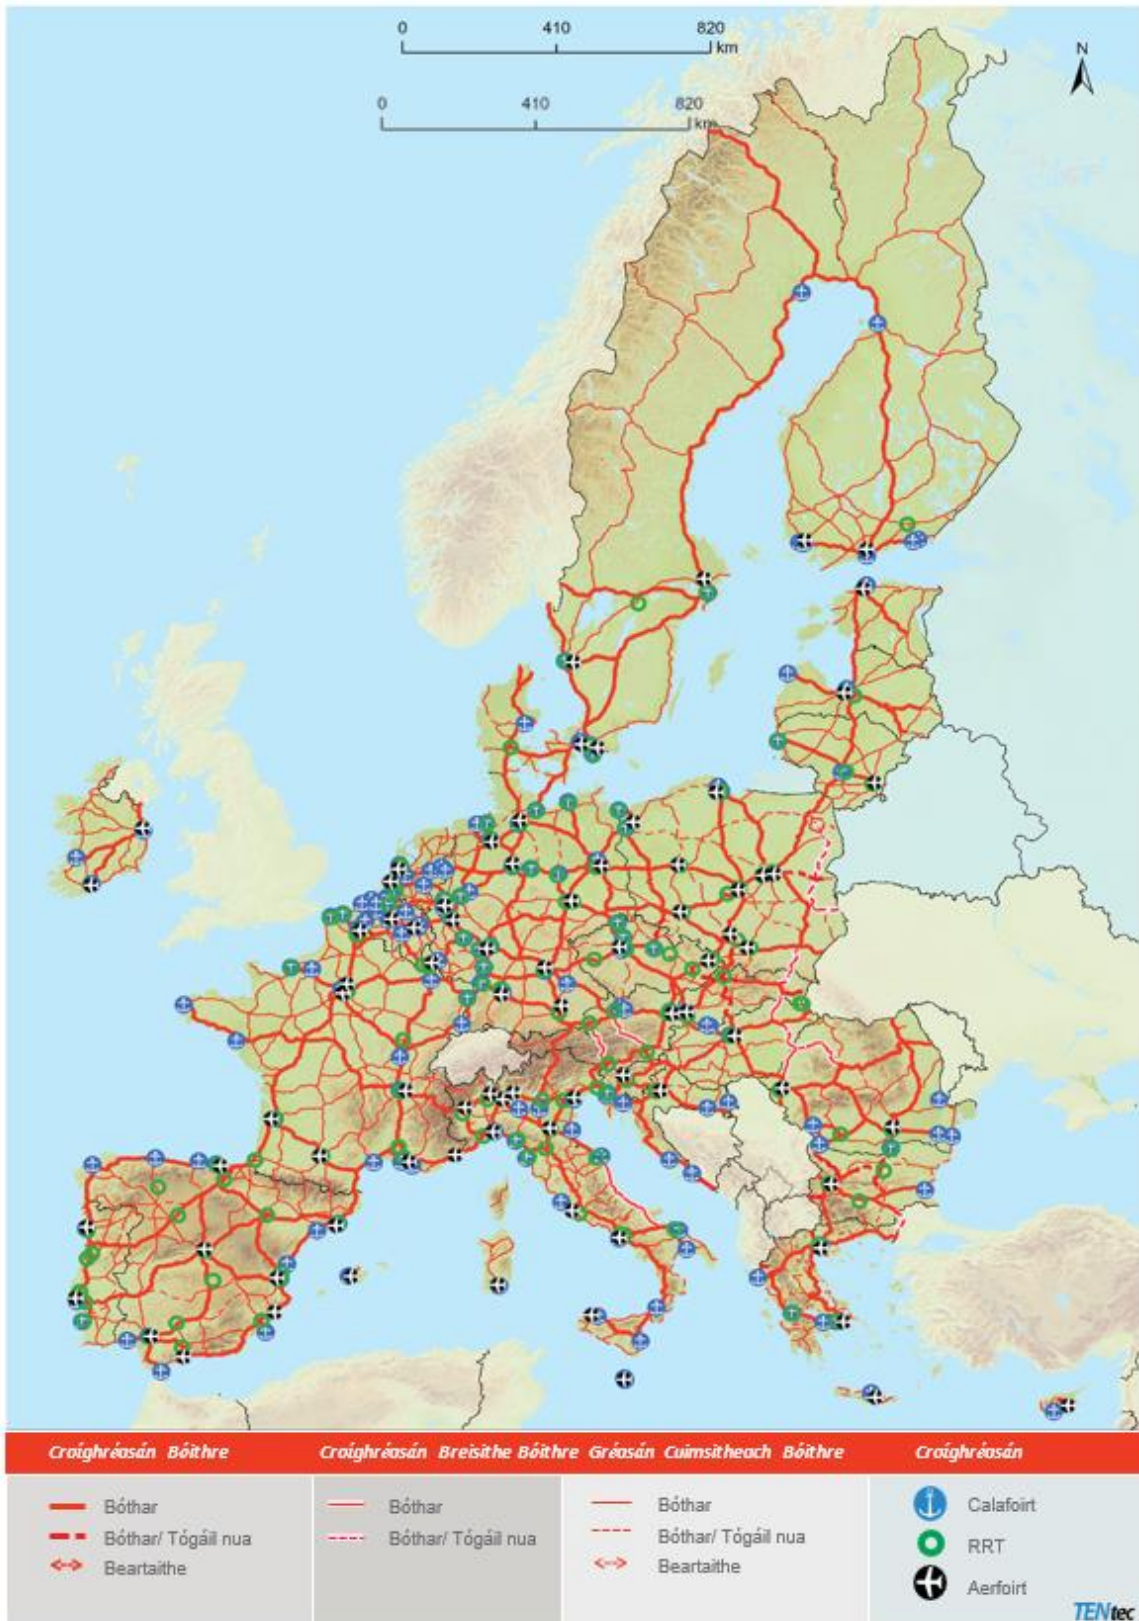 0 410 820
km
N
0 410 820
km
Croíghréasán Bóithre
Croíghréasán Breisithe Bóithre
Gréasán Cuimsitheach Bóithre
Croíghréasán
Bóthar
Bóthar/ Tógáil nua
Beartaithe
Bóthar
Bóthar/ Tógáil nua
Bóthar
Bóthar/ Tógáil nua
Beartaithe
Calafoirt
RRT
Aerfoirt
TENtec